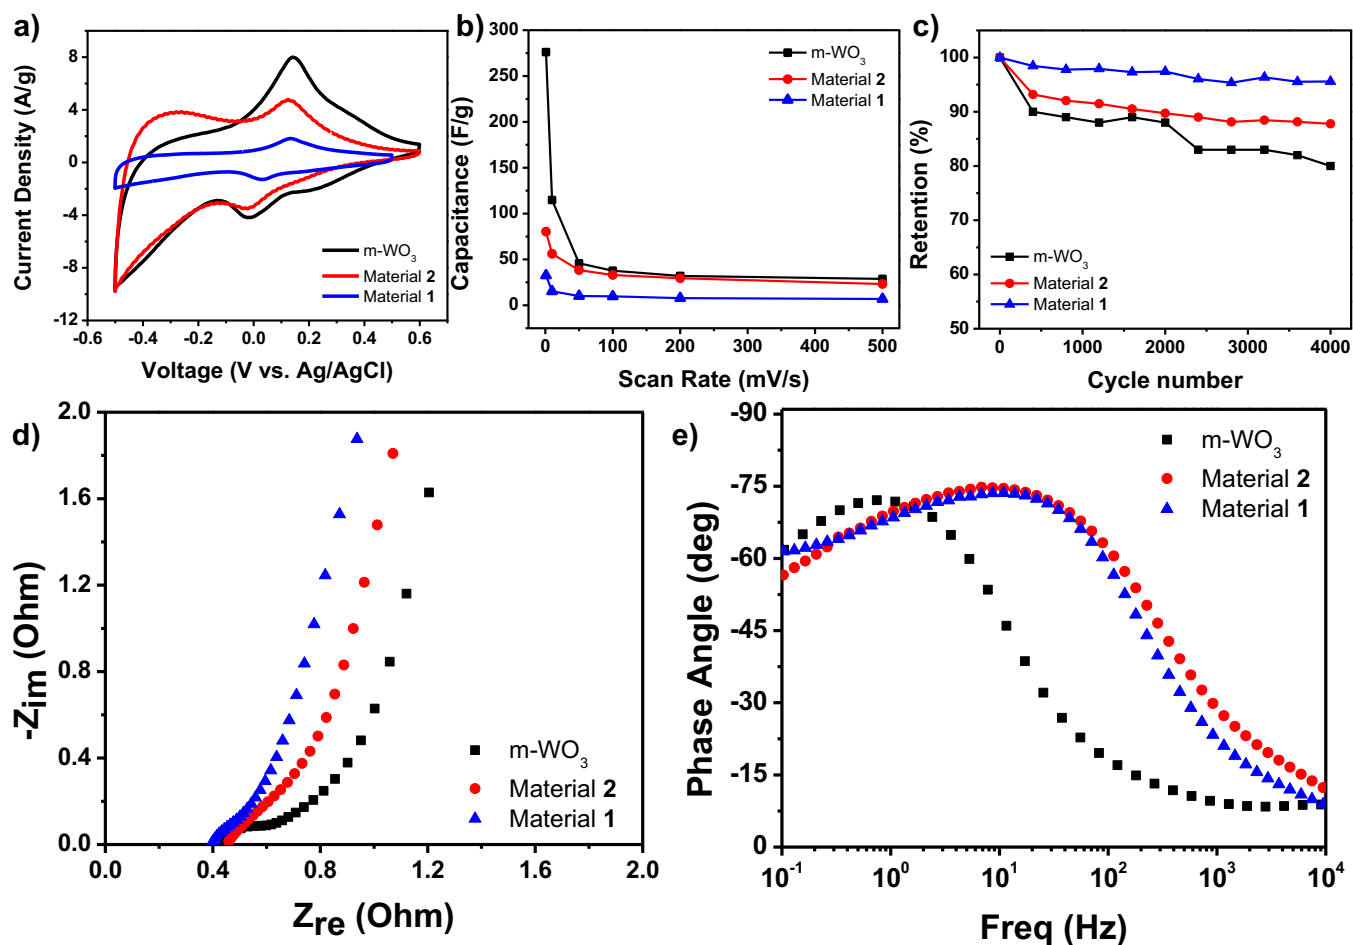 a)
Current Density (A/g)
8
4
0
-4
-8
-12
-0.6 -0.4 -0.2 0.0 0.2 0.4 0.6
Voltage (V vs. Ag/AgCl)
m-WO3
Material 2
Material 1
b)
Capacitance (F/g)
300
250
200
150
100
50
0
0 100 200 300 400 500
Scan Rate (mV/s)
m-WO3
Material 2
Material 1
c)
Retention (%)
100
90
80
70
60
50
0 1000 2000 3000 4000
Cycle number
m-WO3
Material 2
Material 1
d)
-Zim (Ohm)
2.0
1.6
1.2
0.8
0.4
0.0
0.0 0.4 0.8 1.2 1.6 2.0
Zre (Ohm)
m-WO3
Material 2
Material 1
e)
Phase Angle (deg)
-90
-75
-60
-45
-30
-15
0
10-1 100 101 102 103 104
Freq (Hz)
m-WO3
Material 2
Material 1